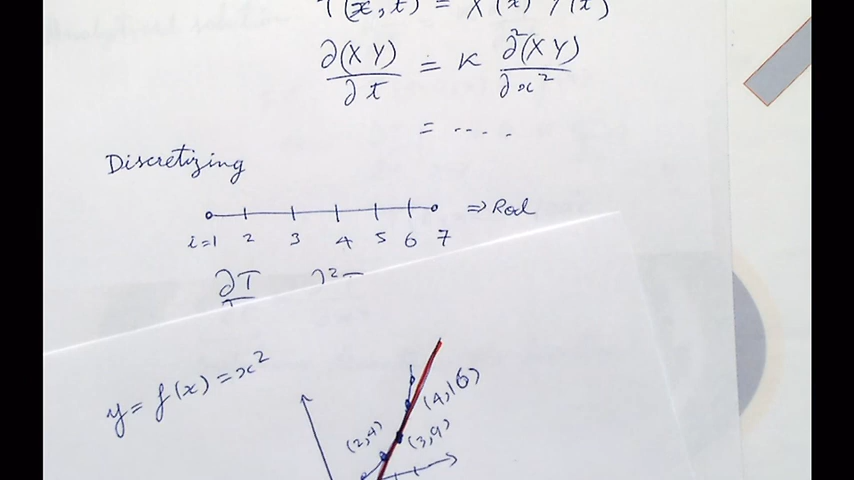 T(x,t) = X(x) Y(t)
∂(XY)/∂t = K ∂²(XY)/∂x²
= ....
Discretizing
⇒ Rod
i=1 2 3 4 5 6 7
∂T ∂²
y = f(x) = x²
(4,16)
(2,4)
(3,9)